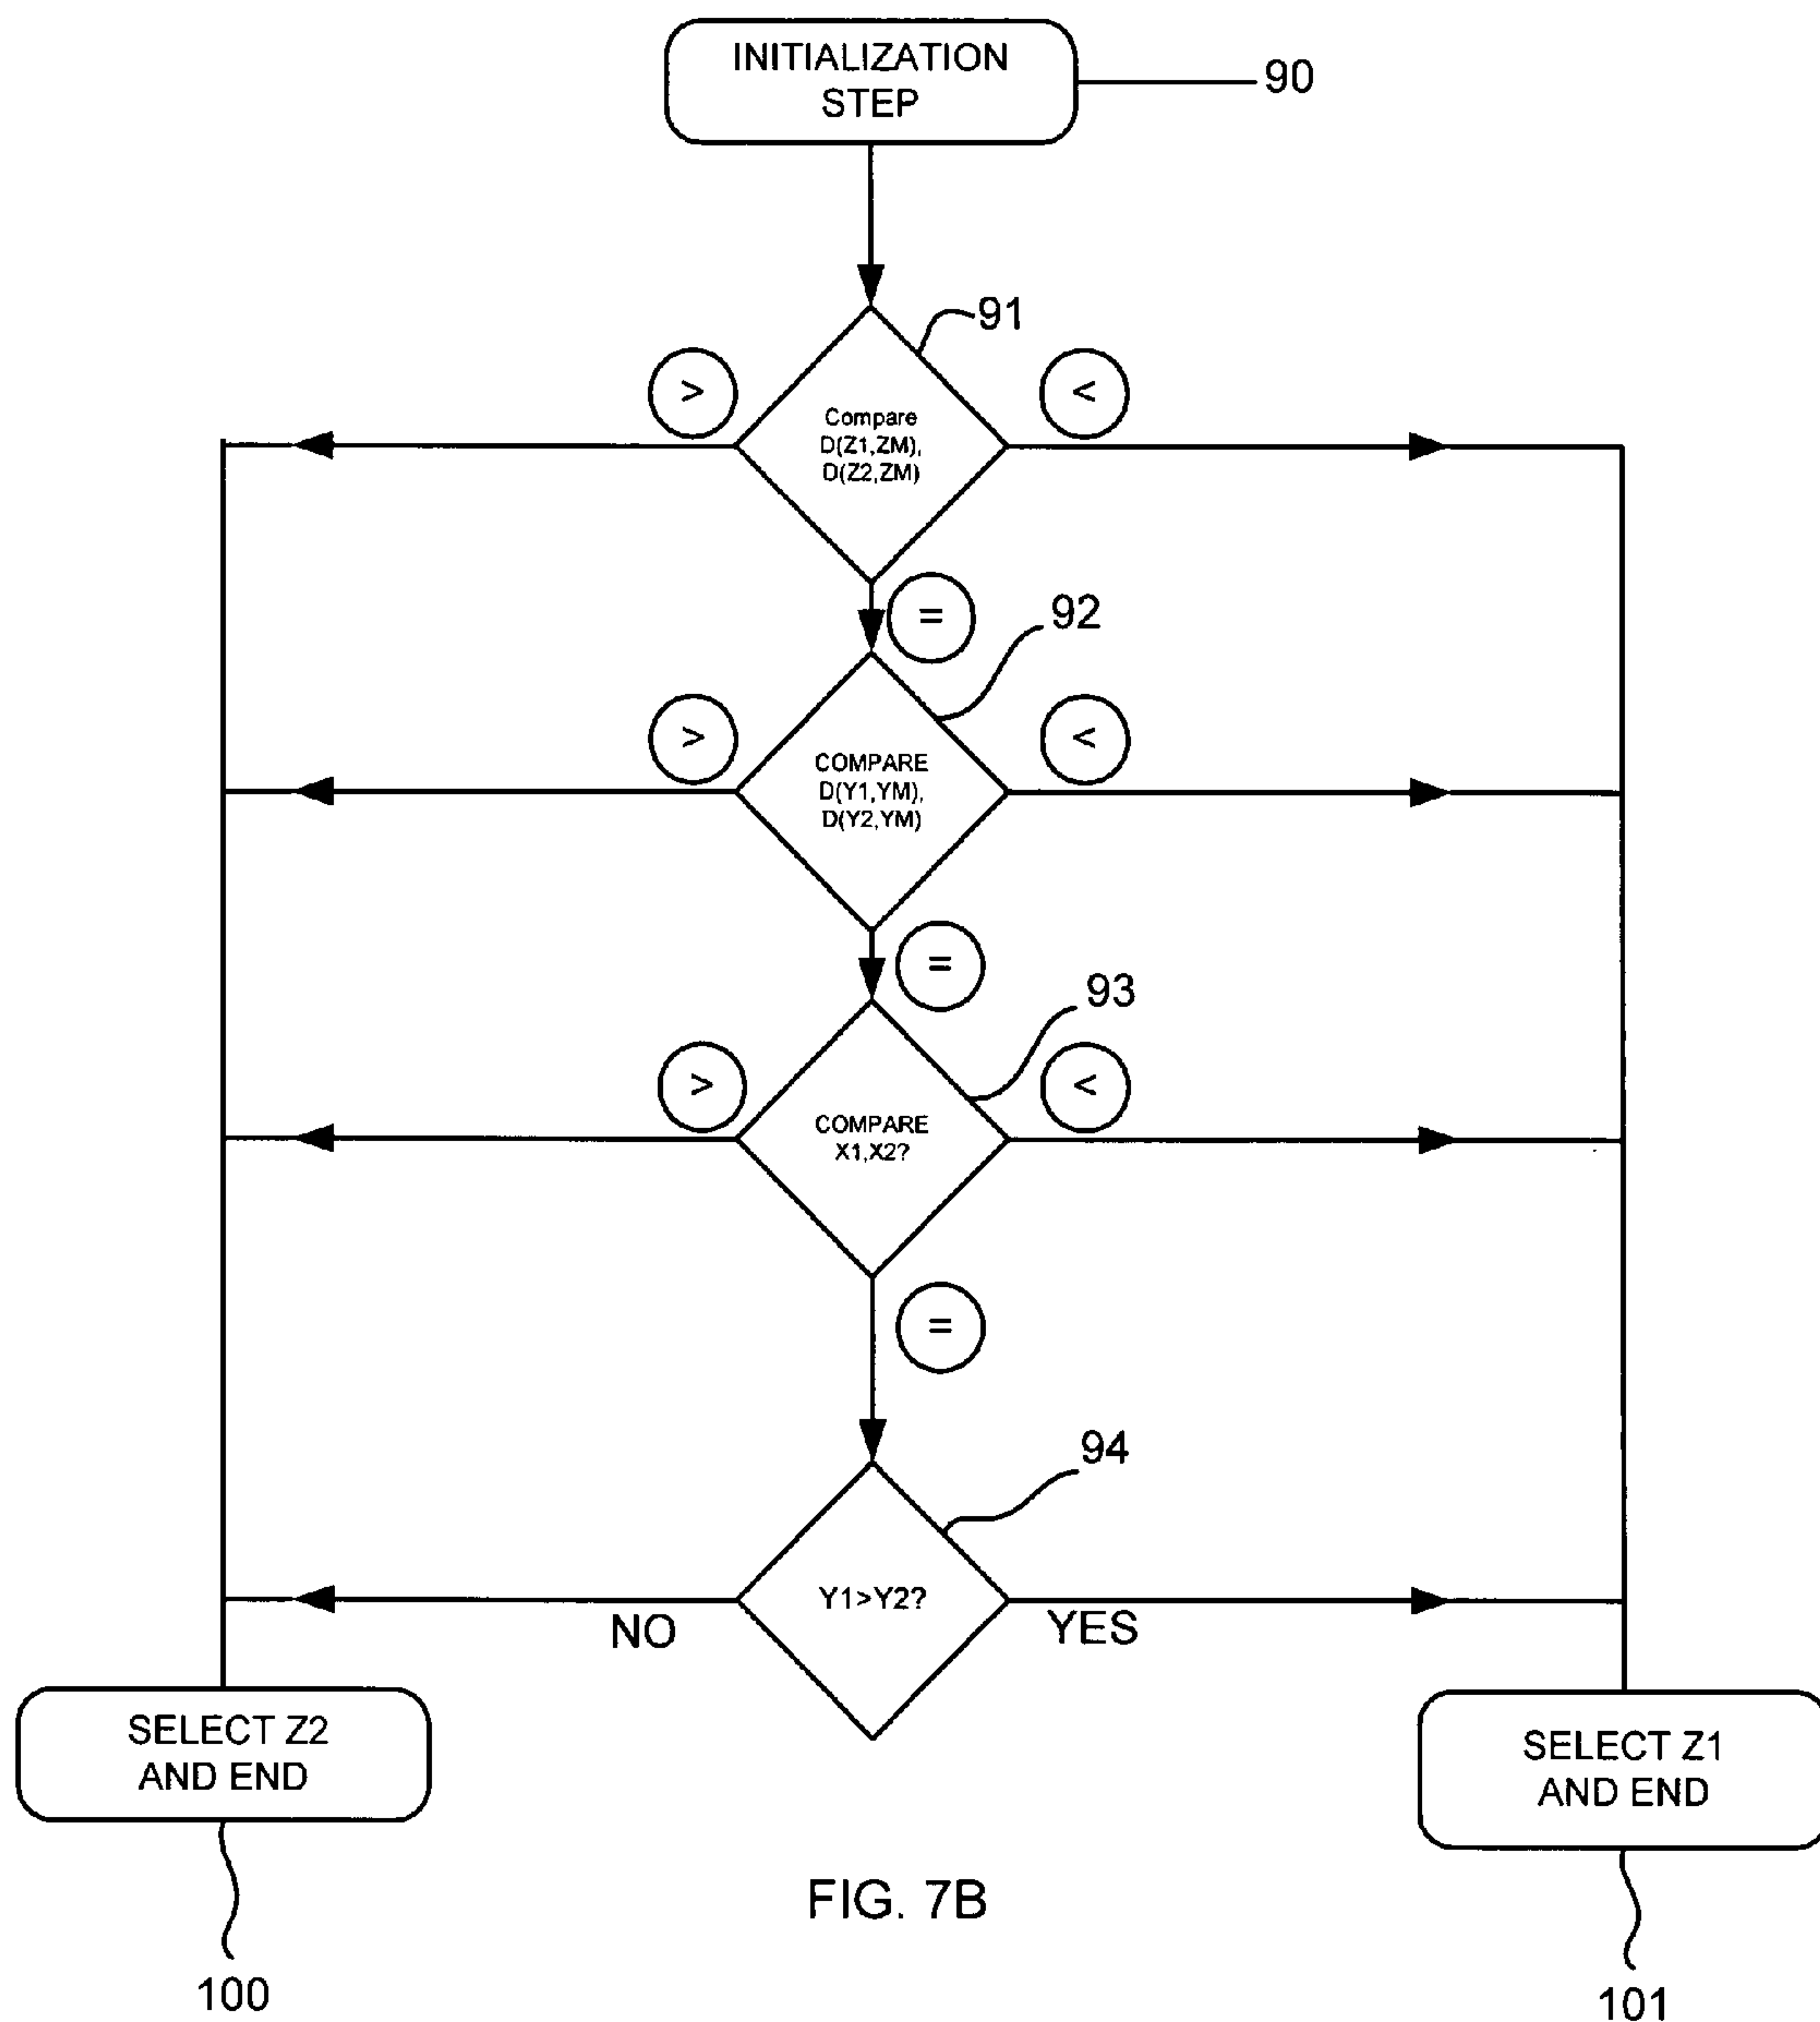 INITIALIZATION
STEP
90
91
>
<
Compare
D(Z1,ZM),
D(Z2,ZM)
=
92
>
<
COMPARE
D(Y1,YM),
D(Y2,YM)
=
93
>
<
COMPARE
X1,X2?
=
94
Y1>Y2?
NO
YES
SELECT Z2
AND END
SELECT Z1
AND END
FIG. 7B
100
101